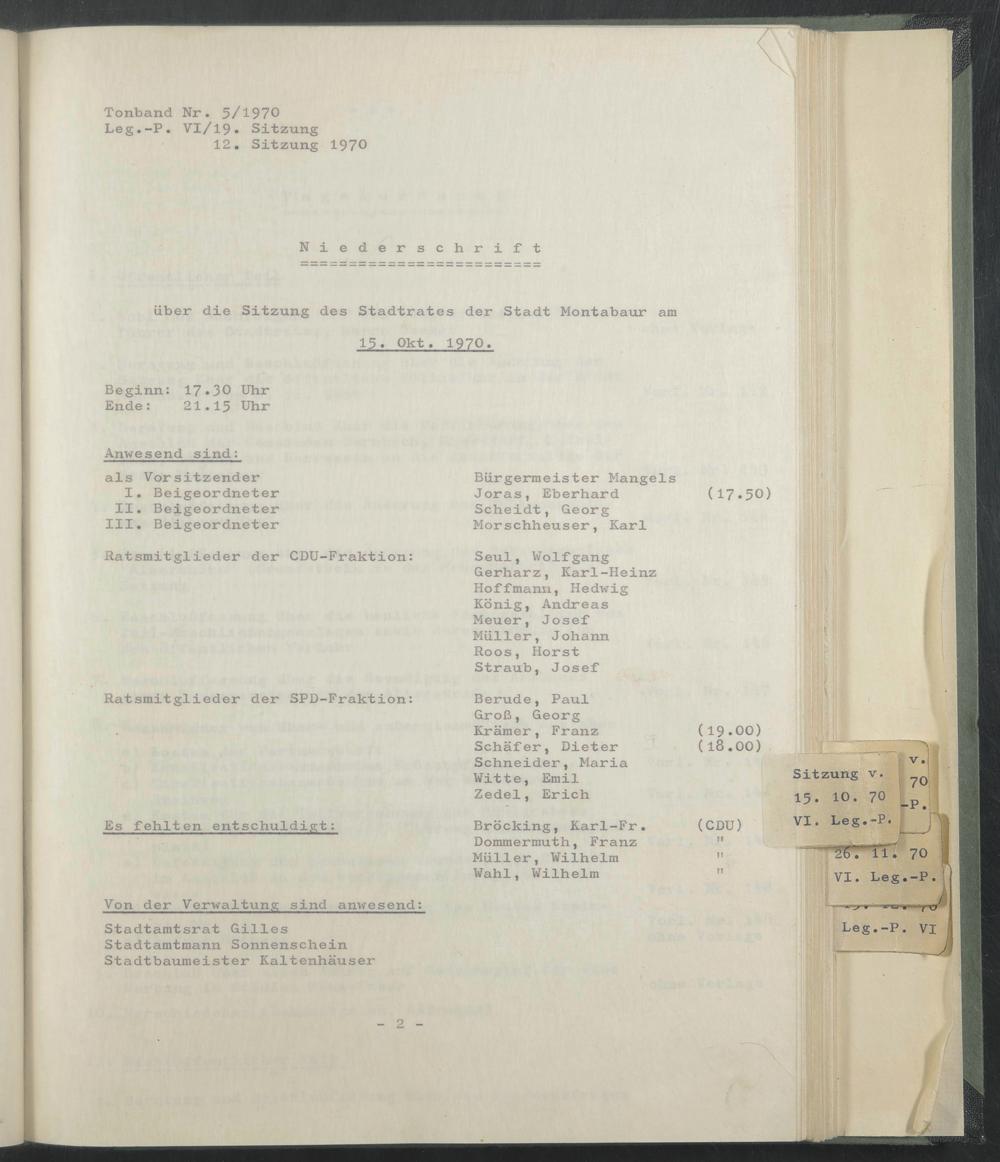 Tonband Nr. 5/1970
Leg.-P. VI/19. Sitzung
12. Sitzung 1970
N i e d e r s c h r i f t
=========================
über die Sitzung des Stadtrates der Stadt Montabaur am
15. Okt. 1970.
Beginn: 17.30 Uhr
Ende: 21.15 Uhr
Anwesend sind:
als Vorsitzender Bürgermeister Mangels
I. Beigeordneter Joras, Eberhard (17.50)
II. Beigeordneter Scheidt, Georg
III. Beigeordneter Morschheuser, Karl
Ratsmitglieder der CDU-Fraktion: Seul, Wolfgang
Gerharz, Karl-Heinz
Hoffmann, Hedwig
König, Andreas
Meuer, Josef
Müller, Johann
Roos, Horst
Straub, Josef
Ratsmitglieder der SPD-Fraktion: Berude, Paul
Groß, Georg
Krämer, Franz (19.00)
Schäfer, Dieter (18.00)
Schneider, Maria
Witte, Emil
Zedel, Erich
Es fehlten entschuldigt: Bröcking, Karl-Fr. (CDU)
Dommermuth, Franz "
Müller, Wilhelm "
Wahl, Wilhelm "
Von der Verwaltung sind anwesend:
Stadtamtsrat Gilles
Stadtamtmann Sonnenschein
Stadtbaumeister Kaltenhäuser
- 2 -
Sitzung v.
15. 10. 70
VI. Leg.-P.
v.
70
-P.
26. 11. 70
VI. Leg.-P.
Leg.-P. VI